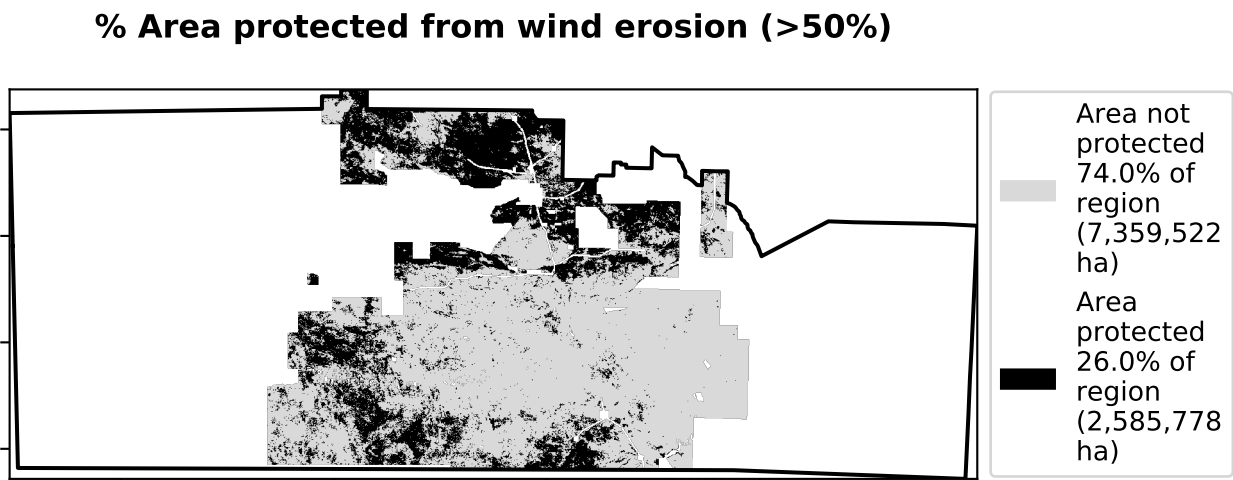 % Area protected from wind erosion (>50%)
Area not
protected
74.0% of
region
(7,359,522
ha)
Area
protected
26.0% of
region
(2,585,778
ha)